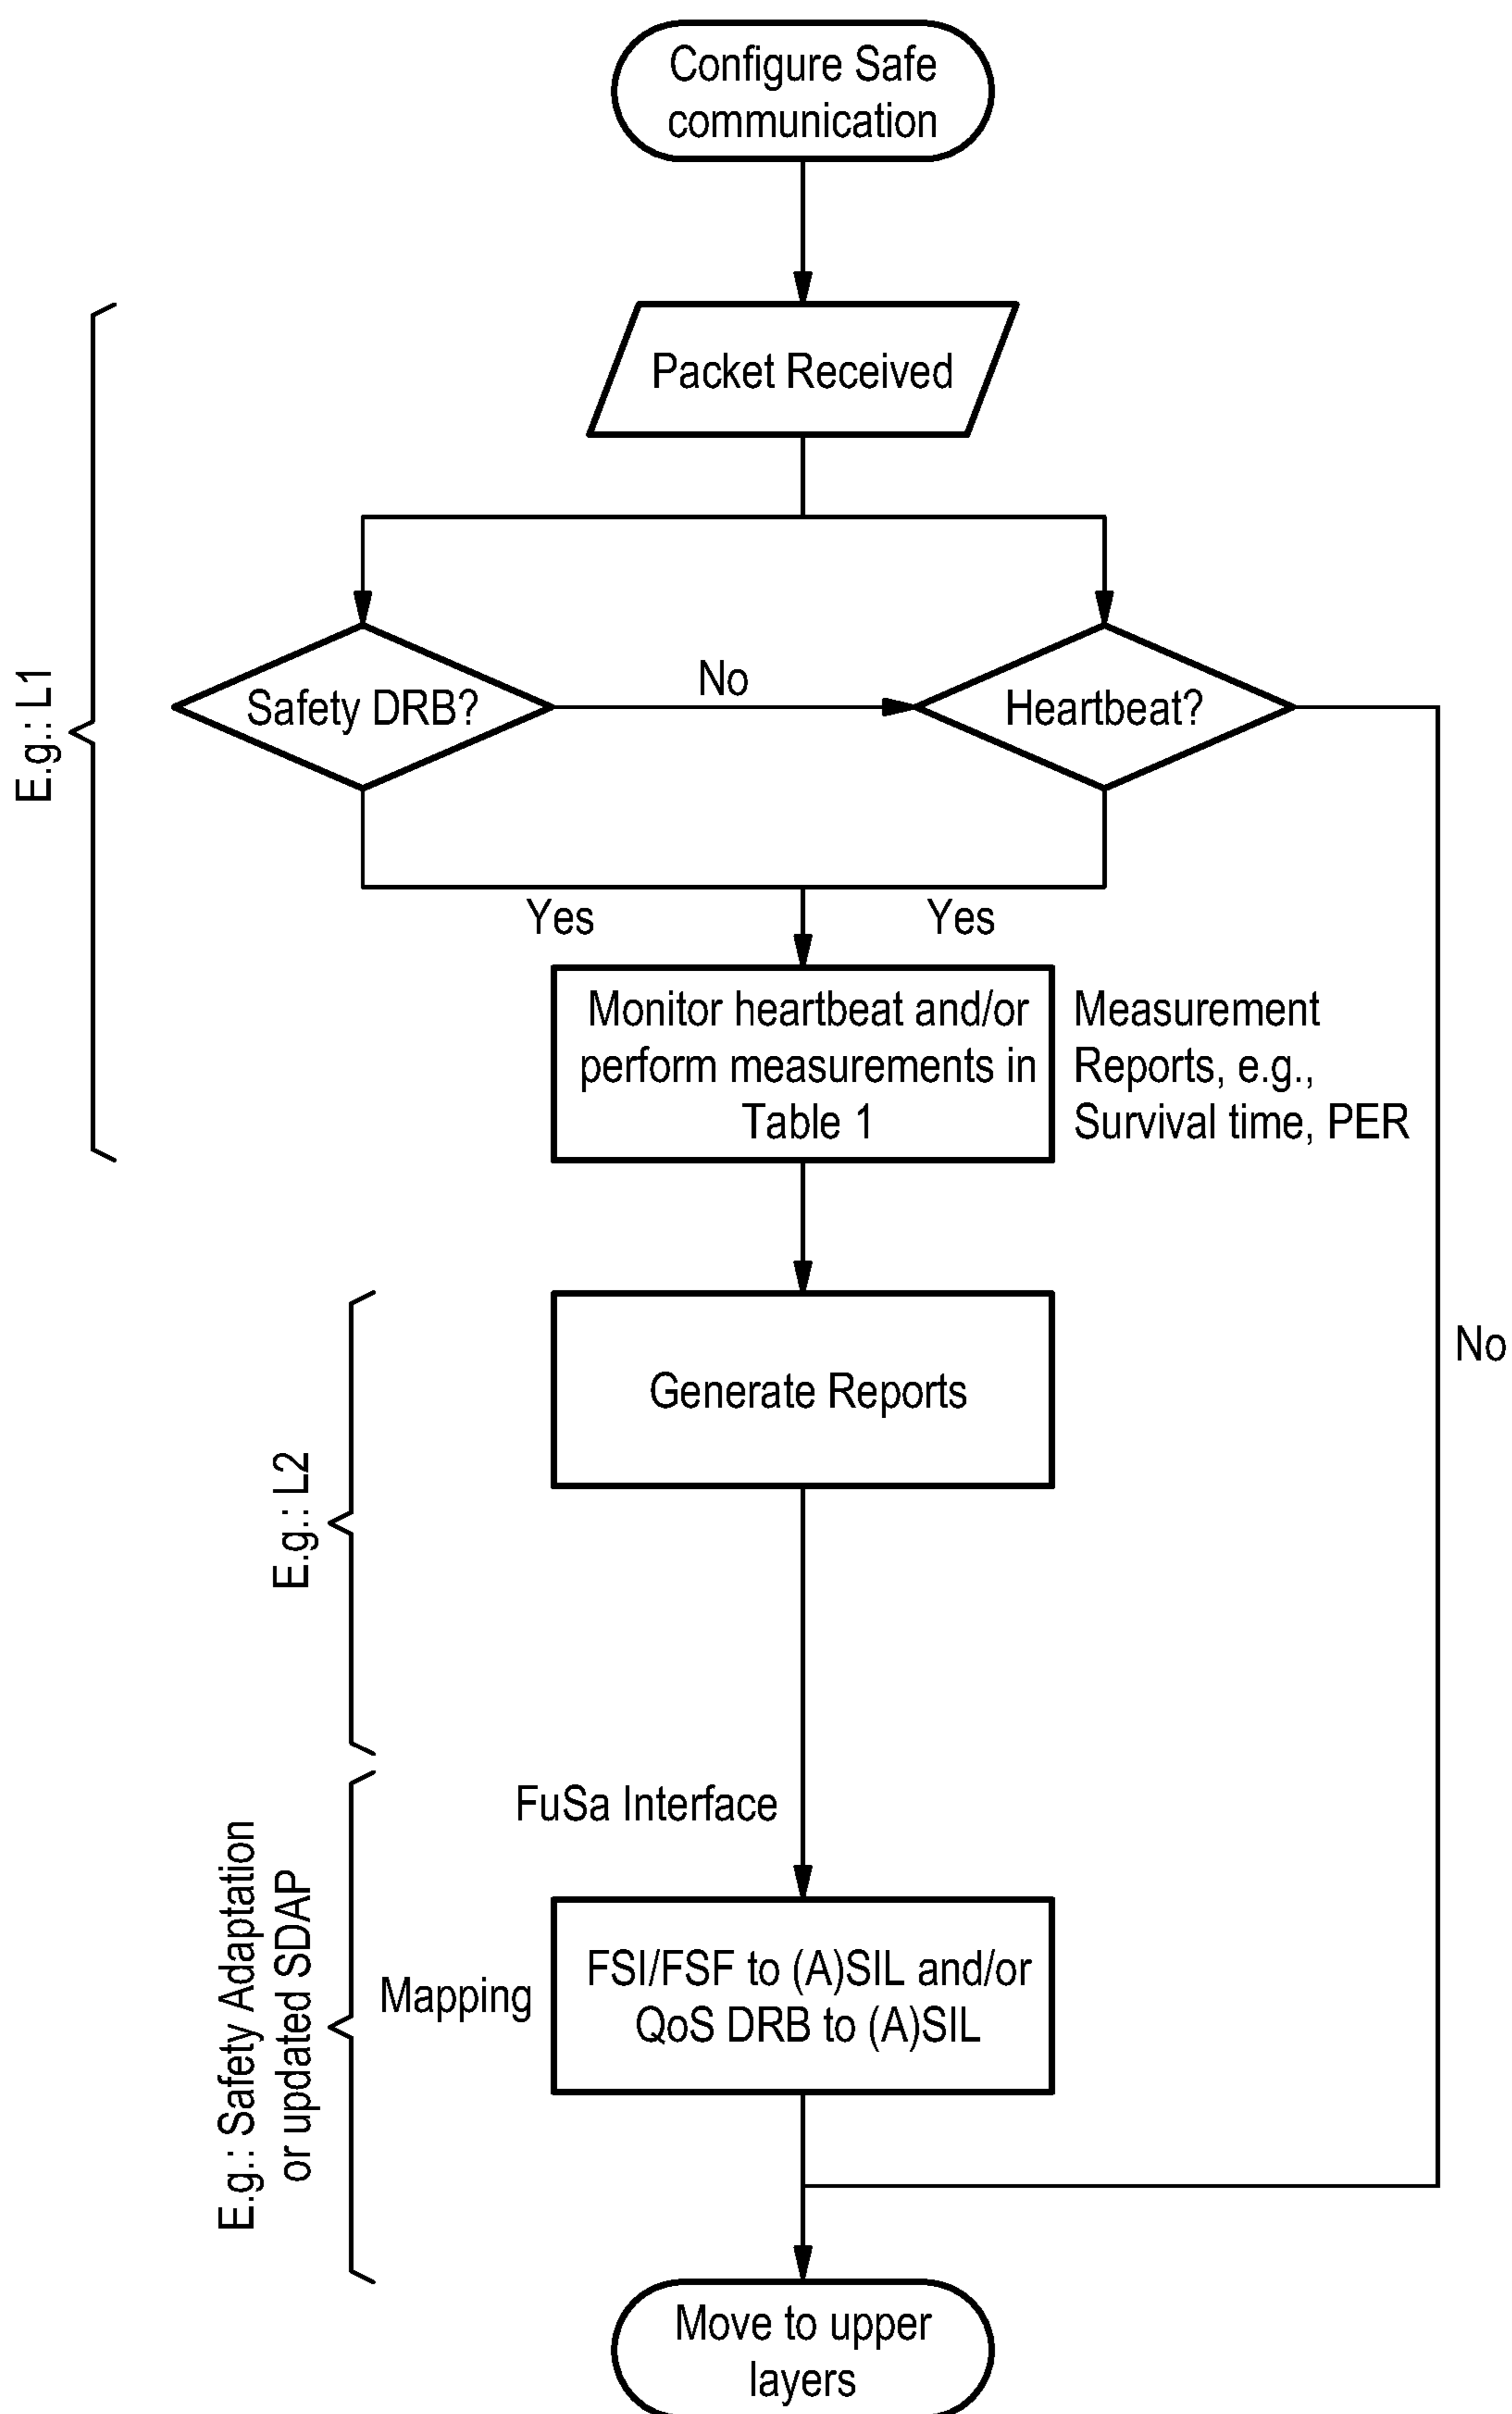 Configure Safe
communication
Packet Received
E.g.: L1
Safety DRB?
No
Heartbeat?
Yes
Yes
Monitor heartbeat and/or
perform measurements in
Table 1
Measurement
Reports, e.g.,
Survival time, PER
Generate Reports
No
E.g.: L2
FuSa Interface
E.g.: Safety Adaptation
or updated SDAP
Mapping
FSI/FSF to (A)SIL and/or
QoS DRB to (A)SIL
Move to upper
layers